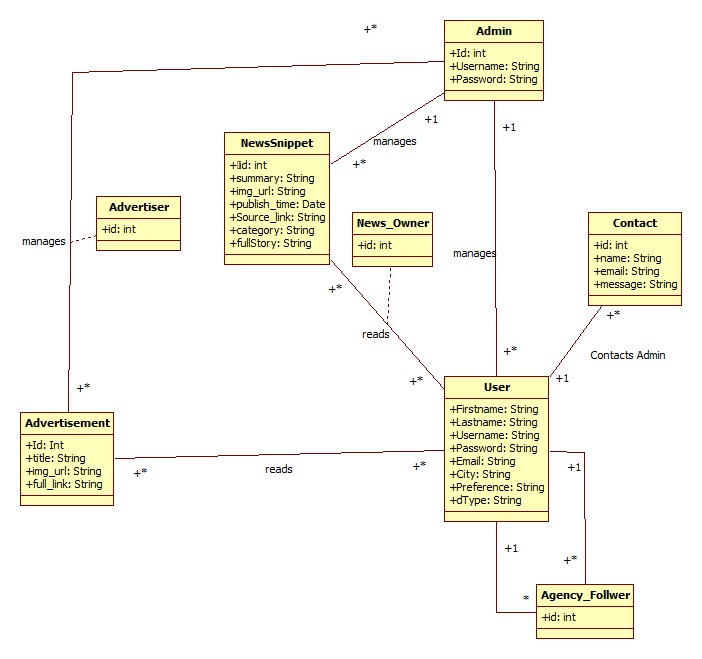 +*
Admin
+Id: int
+Username: String
+Password: String
+1
manages
+*
+1
NewsSnippet
+id: int
+summary: String
+img_url: String
+publish_time: Date
+Source_link: String
+category: String
+fullStory: String
Advertiser
+id: int
manages
News_Owner
+id: int
manages
Contact
+id: int
+name: String
+email: String
+message: String
+*
reads
+*
Contacts Admin
+*
+*
+1
+*
User
+Firstname: String
+Lastname: String
+Username: String
+Password: String
+Email: String
+City: String
+Preference: String
+dType: String
Advertisement
+Id: Int
+title: String
+img_url: String
+full_link: String
+*
reads
+*
+1
+1
+*
*
Agency_Follwer
+id: int